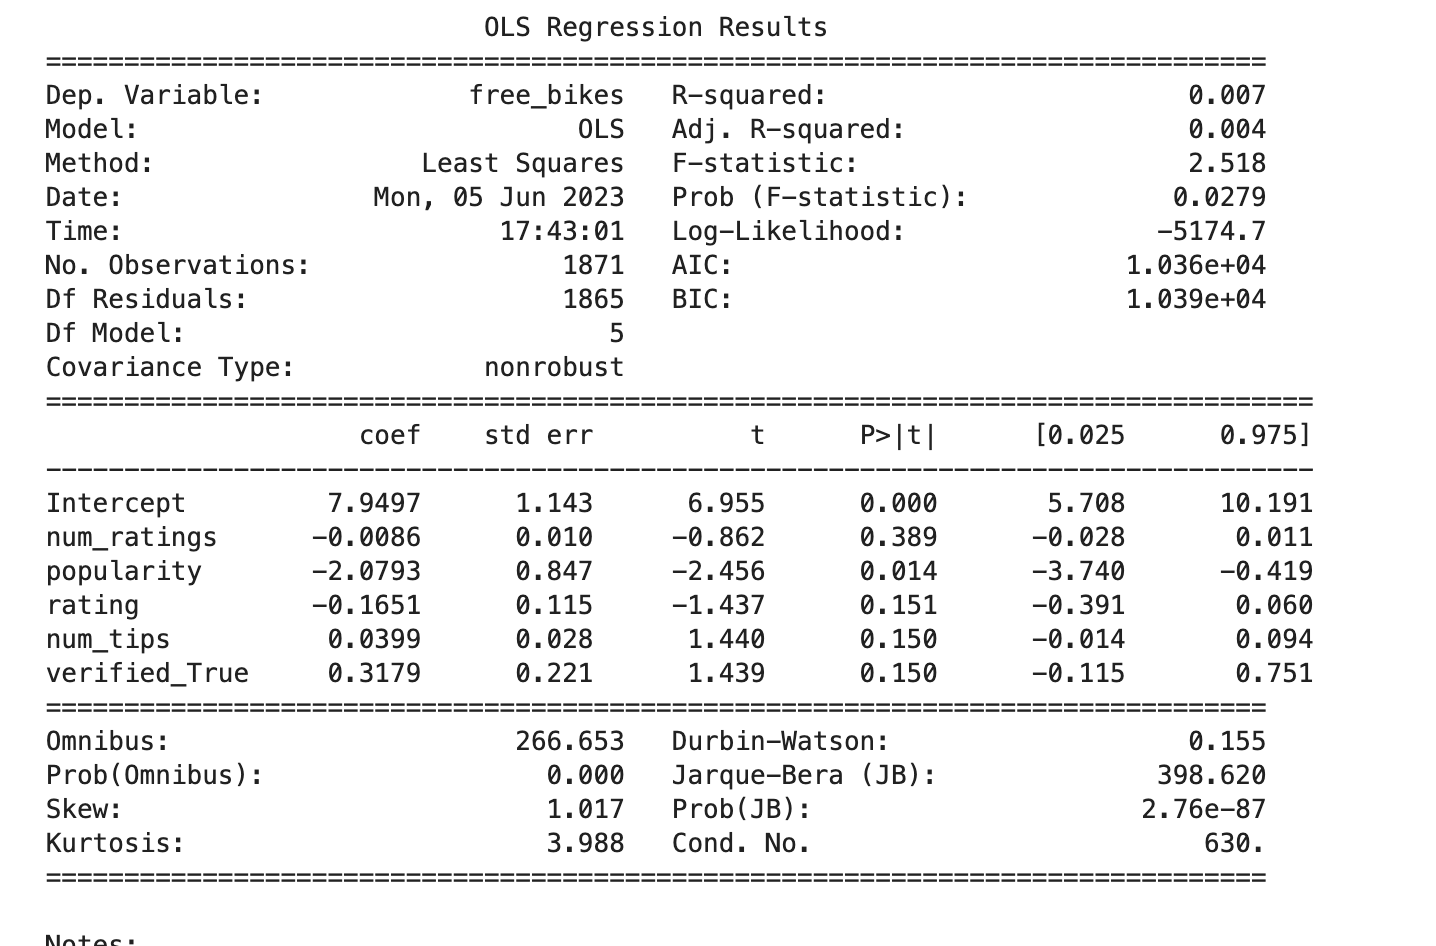 OLS Regression Results
==============================================================================
Dep. Variable: free_bikes R-squared: 0.007
Model: OLS Adj. R-squared: 0.004
Method: Least Squares F-statistic: 2.518
Date: Mon, 05 Jun 2023 Prob (F-statistic): 0.0279
Time: 17:43:01 Log-Likelihood: -5174.7
No. Observations: 1871 AIC: 1.036e+04
Df Residuals: 1865 BIC: 1.039e+04
Df Model: 5
Covariance Type: nonrobust
=================================================================================
coef std err t P>|t| [0.025 0.975]
---------------------------------------------------------------------------------
Intercept 7.9497 1.143 6.955 0.000 5.708 10.191
num_ratings -0.0086 0.010 -0.862 0.389 -0.028 0.011
popularity -2.0793 0.847 -2.456 0.014 -3.740 -0.419
rating -0.1651 0.115 -1.437 0.151 -0.391 0.060
num_tips 0.0399 0.028 1.440 0.150 -0.014 0.094
verified_True 0.3179 0.221 1.439 0.150 -0.115 0.751
==============================================================================
Omnibus: 266.653 Durbin-Watson: 0.155
Prob(Omnibus): 0.000 Jarque-Bera (JB): 398.620
Skew: 1.017 Prob(JB): 2.76e-87
Kurtosis: 3.988 Cond. No. 630.
==============================================================================
Notes: